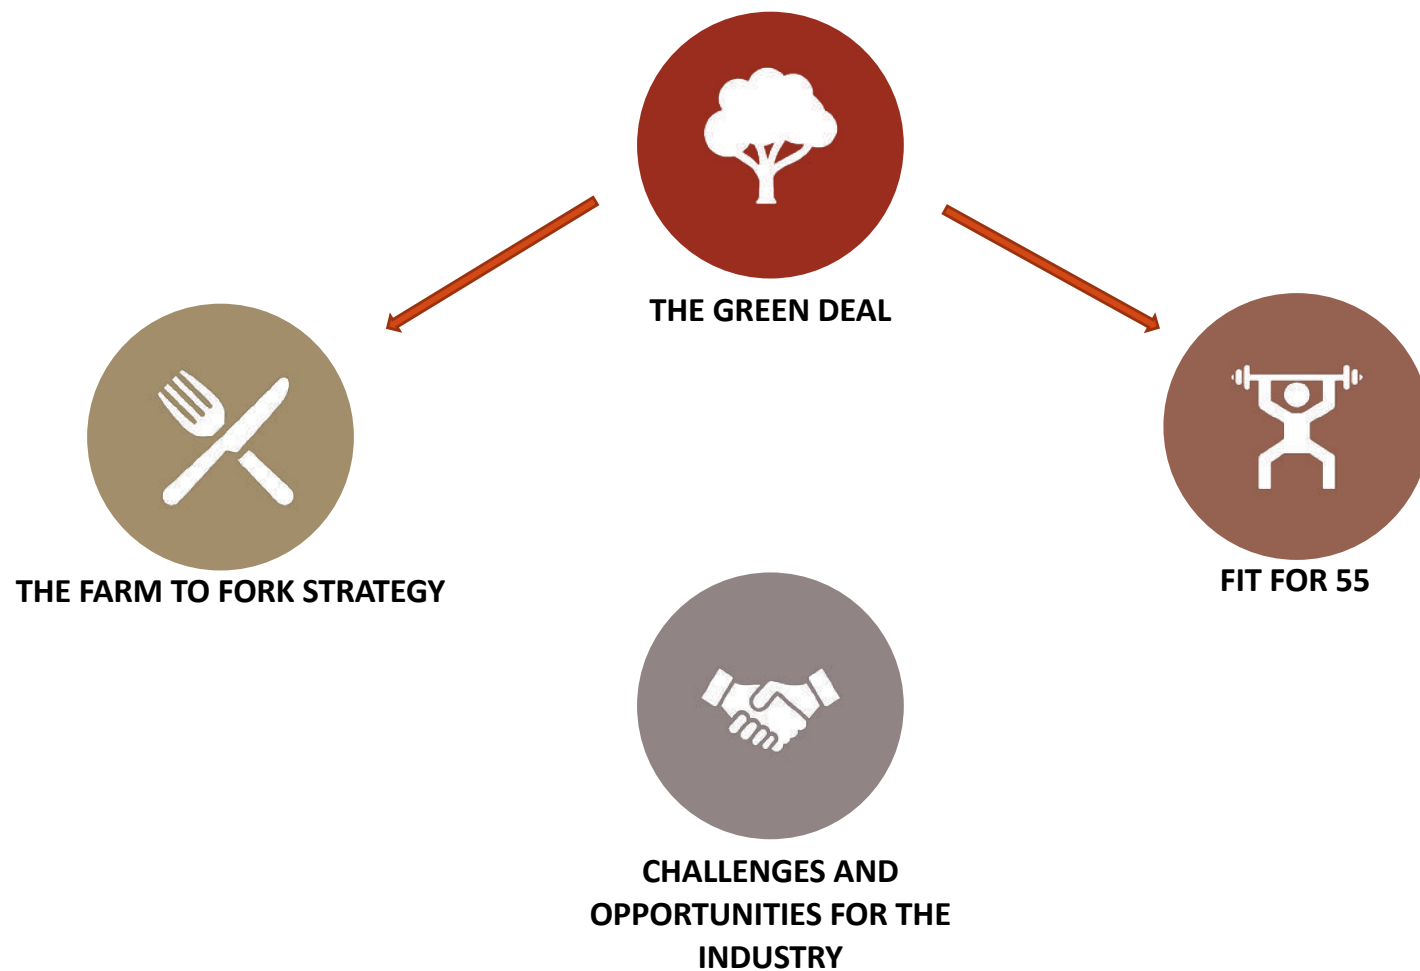 THE GREEN DEAL
THE FARM TO FORK STRATEGY
FIT FOR 55
CHALLENGES AND
OPPORTUNITIES FOR THE
INDUSTRY